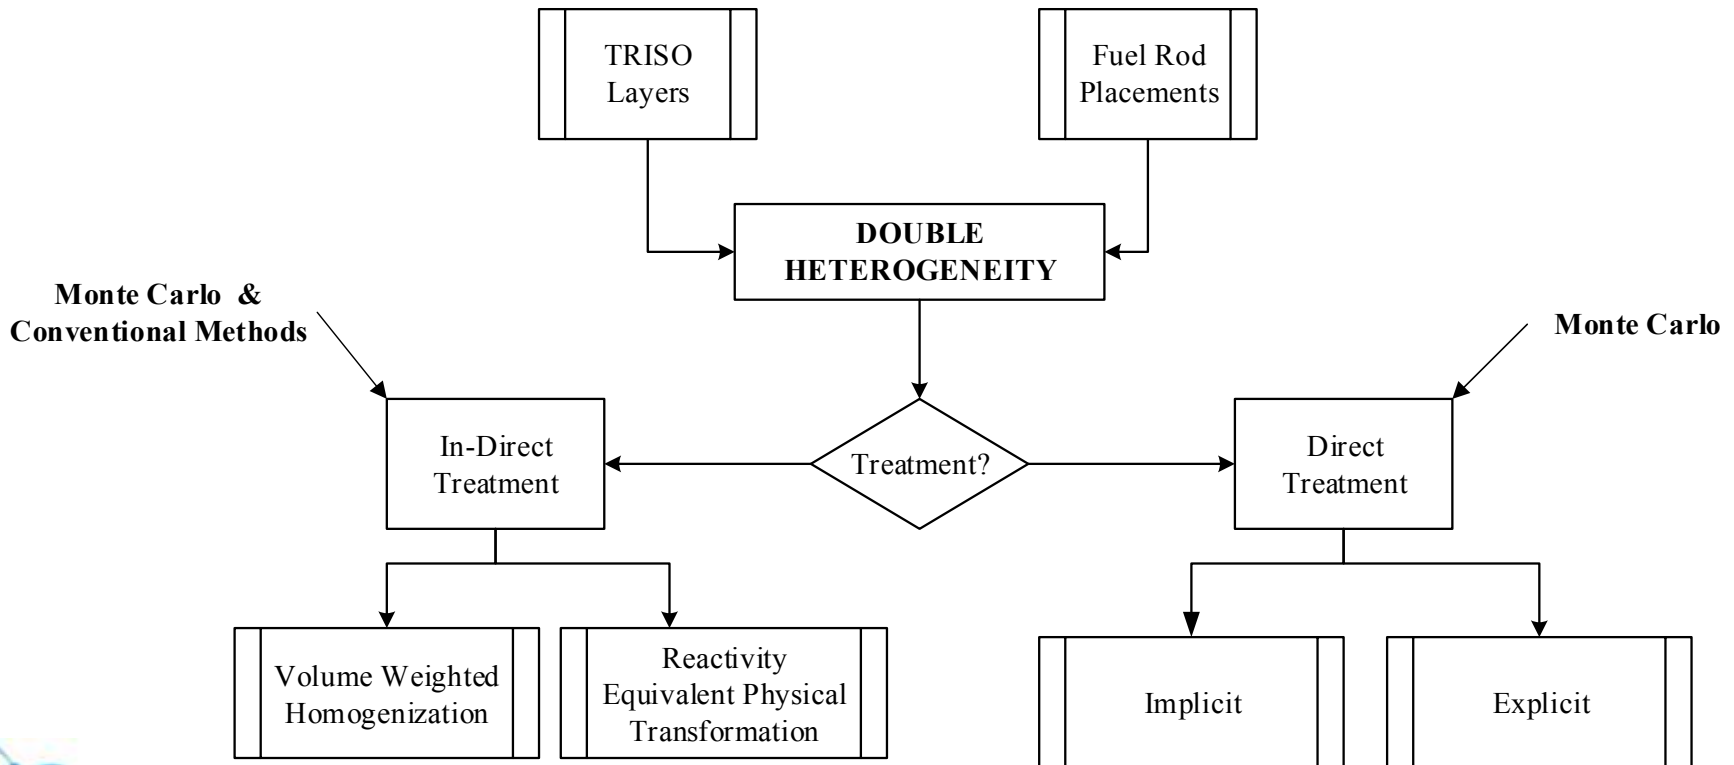 TRISO
Layers
Fuel Rod
Placements
DOUBLE
HETEROGENEITY
Monte Carlo &
Conventional Methods
Monte Carlo
In-Direct
Treatment
Treatment?
Direct
Treatment
Volume Weighted
Homogenization
Reactivity
Equivalent Physical
Transformation
Implicit
Explicit